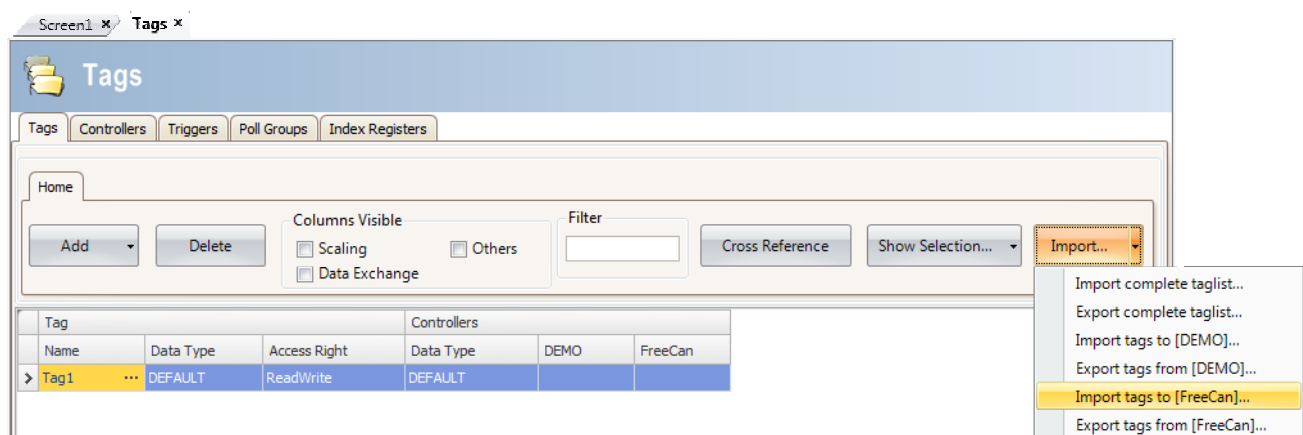 Screen1 × Tags ×
Tags
Tags Controllers Triggers Poll Groups Index Registers
Home
Columns Visible Filter
Add Delete Scaling Others Cross Reference Show Selection... Import...
Data Exchange
Import complete taglist...
Export complete taglist...
Tag Controllers
Import tags to [DEMO]...
Name Data Type Access Right Data Type DEMO FreeCan
Export tags from [DEMO]...
Tag1 ... DEFAULT ReadWrite DEFAULT
Import tags to [FreeCan]...
Export tags from [FreeCan]...